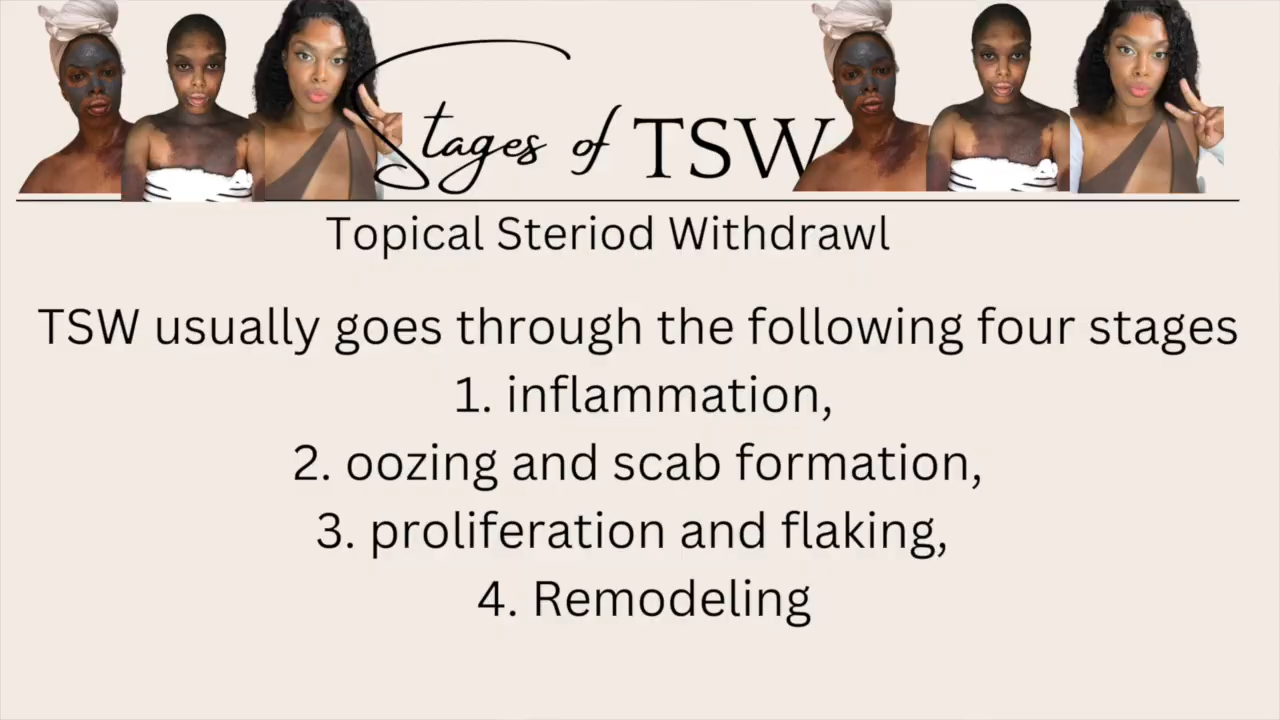 Stages of TSW
Topical Steriod Withdrawl
TSW usually goes through the following four stages
1. inflammation,
2. oozing and scab formation,
3. proliferation and flaking,
4. Remodeling